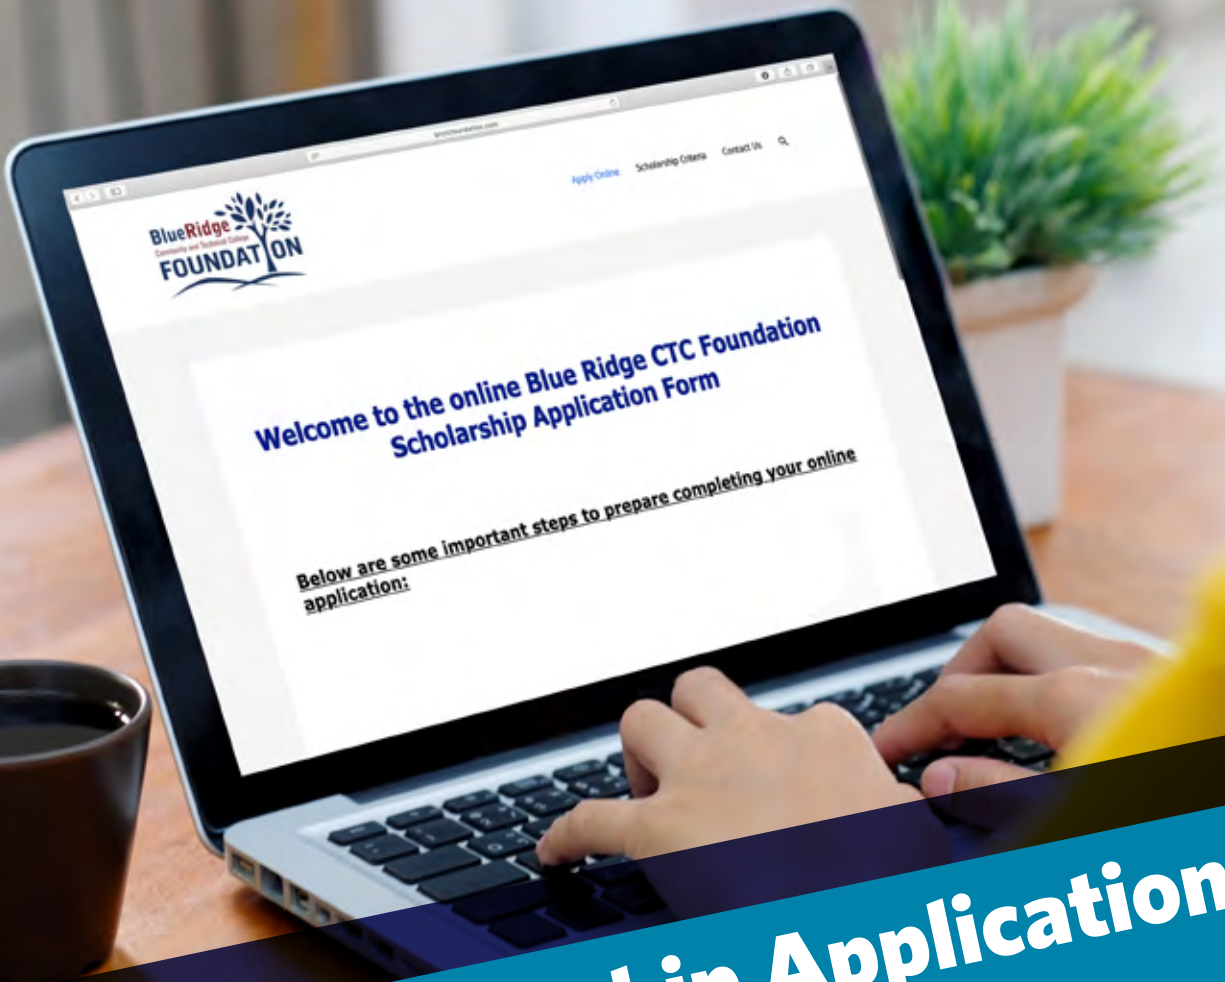 Apply Online Scholarship Criteria Contact Us
BlueRidge
Community and Technical College
FOUNDATION
Welcome to the online Blue Ridge CTC Foundation
Scholarship Application Form
Below are some important steps to prepare completing your online
application:
hip Application